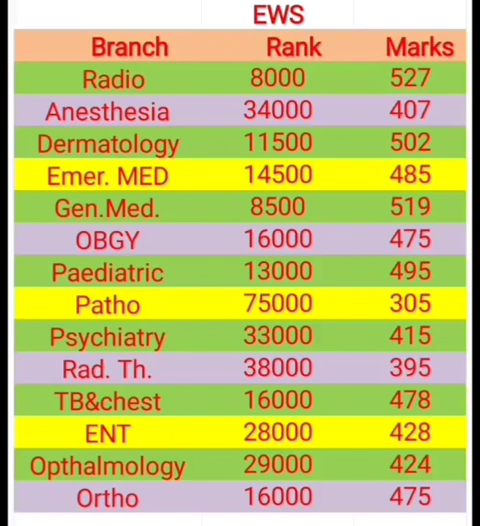 EWS
Branch Rank Marks
Radio 8000 527
Anesthesia 34000 407
Dermatology 11500 502
Emer. MED 14500 485
Gen.Med. 8500 519
OBGY 16000 475
Paediatric 13000 495
Patho 75000 305
Psychiatry 33000 415
Rad. Th. 38000 395
TB&chest 16000 478
ENT 28000 428
Opthalmology 29000 424
Ortho 16000 475